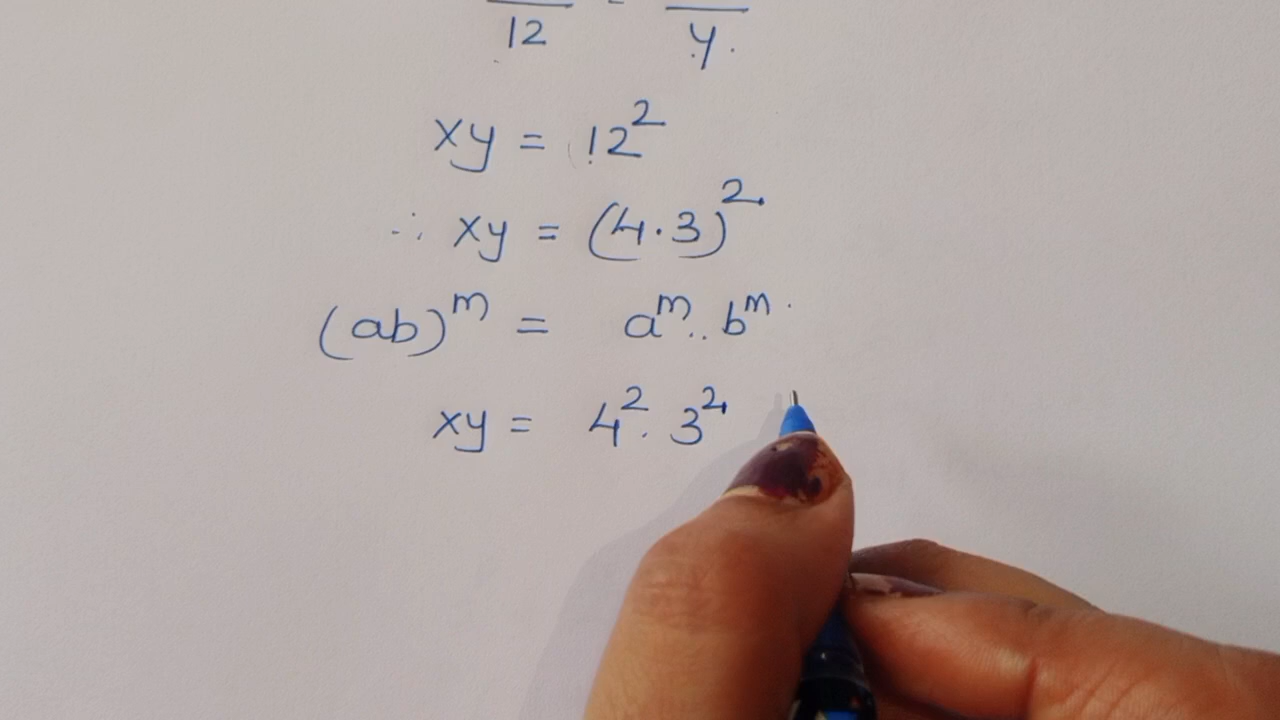 12 = y
xy = 12²
∴ xy = (4·3)²
(ab)ᵐ = aᵐ·bᵐ
xy = 4²·3²